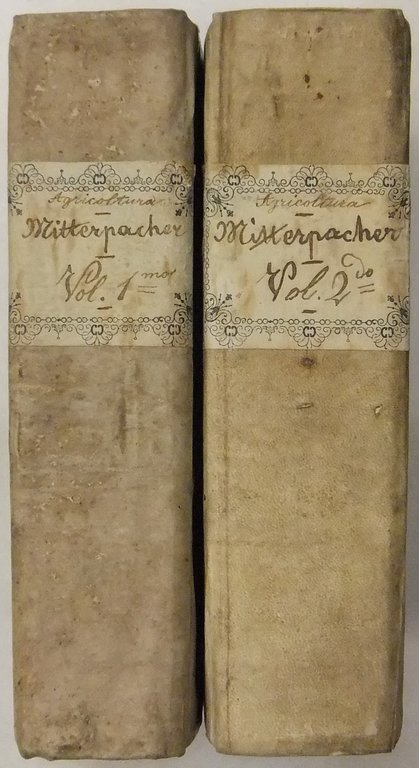 Agricoltura
Mitterpacher
Vol. 1mo
Agricoltura
Mitterpacher
Vol. 2do